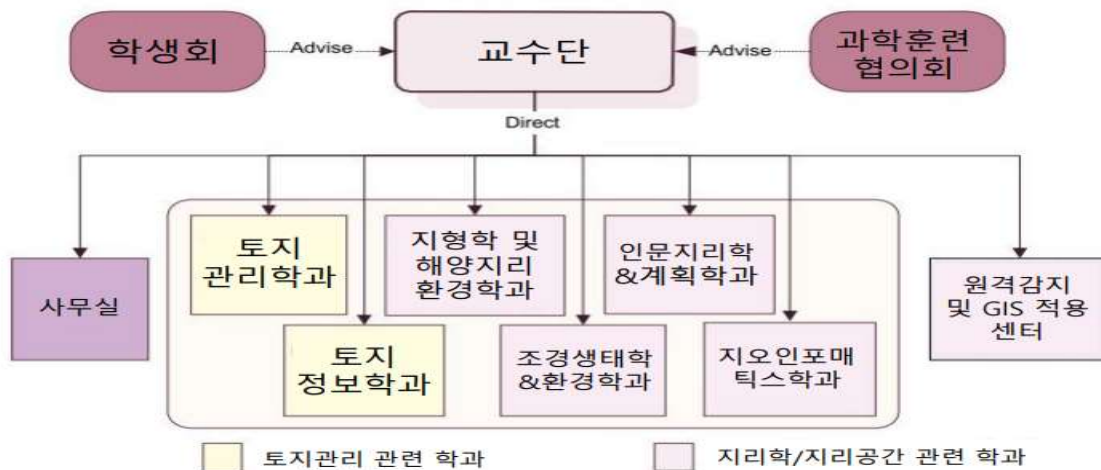 학생회
Advise
교수단
Advise
과학훈련
협의회
Direct
사무실
토지
관리학과
지형학 및
해양지리
환경학과
인문지리학
&계획학과
원격감지
및 GIS 적용
센터
토지
정보학과
조경생태학
&환경학과
지오인포매
틱스학과
토지관리 관련 학과
지리학/지리공간 관련 학과